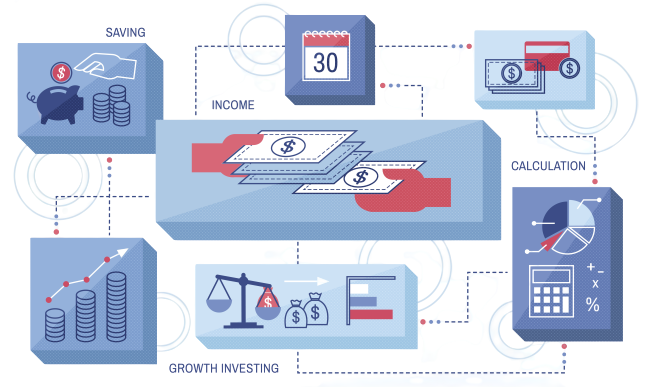 SAVING
$
30
INCOME
$
$
$
$
CALCULATION
+ −
x
%
$
$
$
GROWTH INVESTING